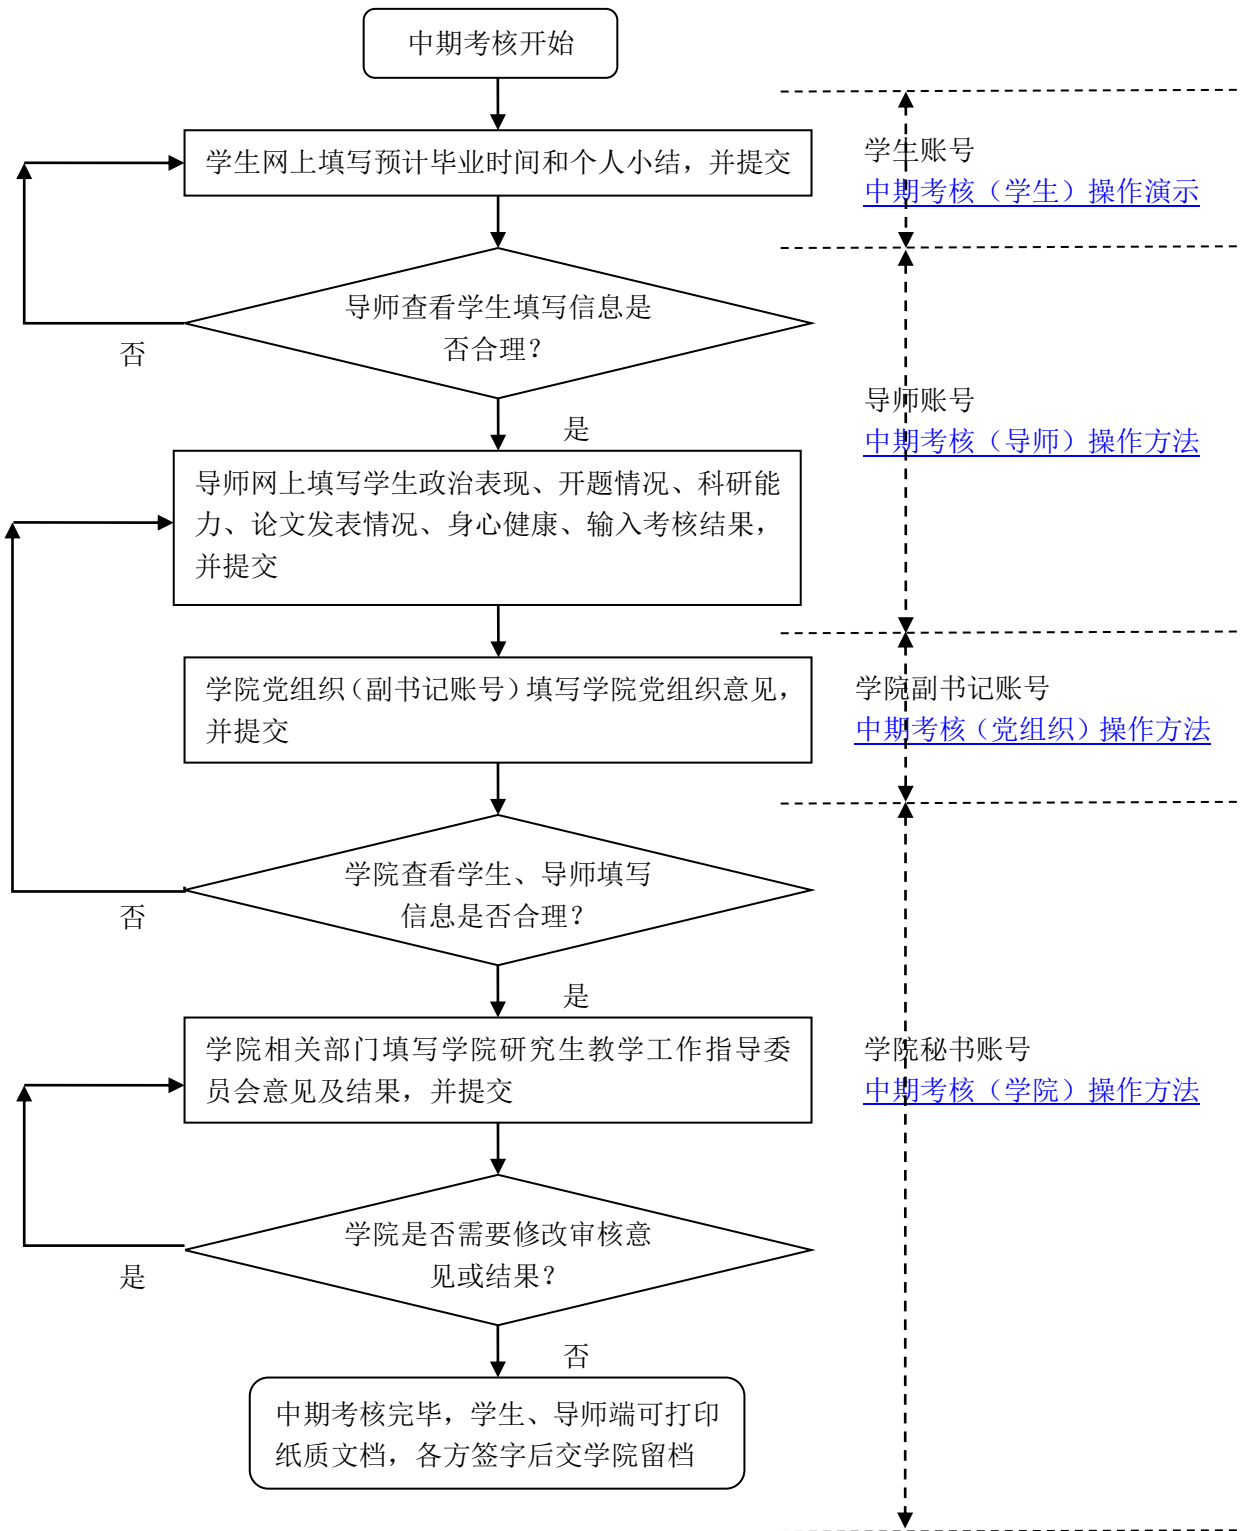 中期考核开始
学生网上填写预计毕业时间和个人小结，并提交
学生账号
中期考核（学生）操作演示
导师查看学生填写信息是
否合理？
否
是
导师账号
中期考核（导师）操作方法
导师网上填写学生政治表现、开题情况、科研能
力、论文发表情况、身心健康、输入考核结果，
并提交
学院党组织（副书记账号）填写学院党组织意见，
并提交
学院副书记账号
中期考核（党组织）操作方法
学院查看学生、导师填写
信息是否合理？
否
是
学院相关部门填写学院研究生教学工作指导委
员会意见及结果，并提交
学院秘书账号
中期考核（学院）操作方法
学院是否需要修改审核意
见或结果？
是
否
中期考核完毕，学生、导师端可打印
纸质文档，各方签字后交学院留档